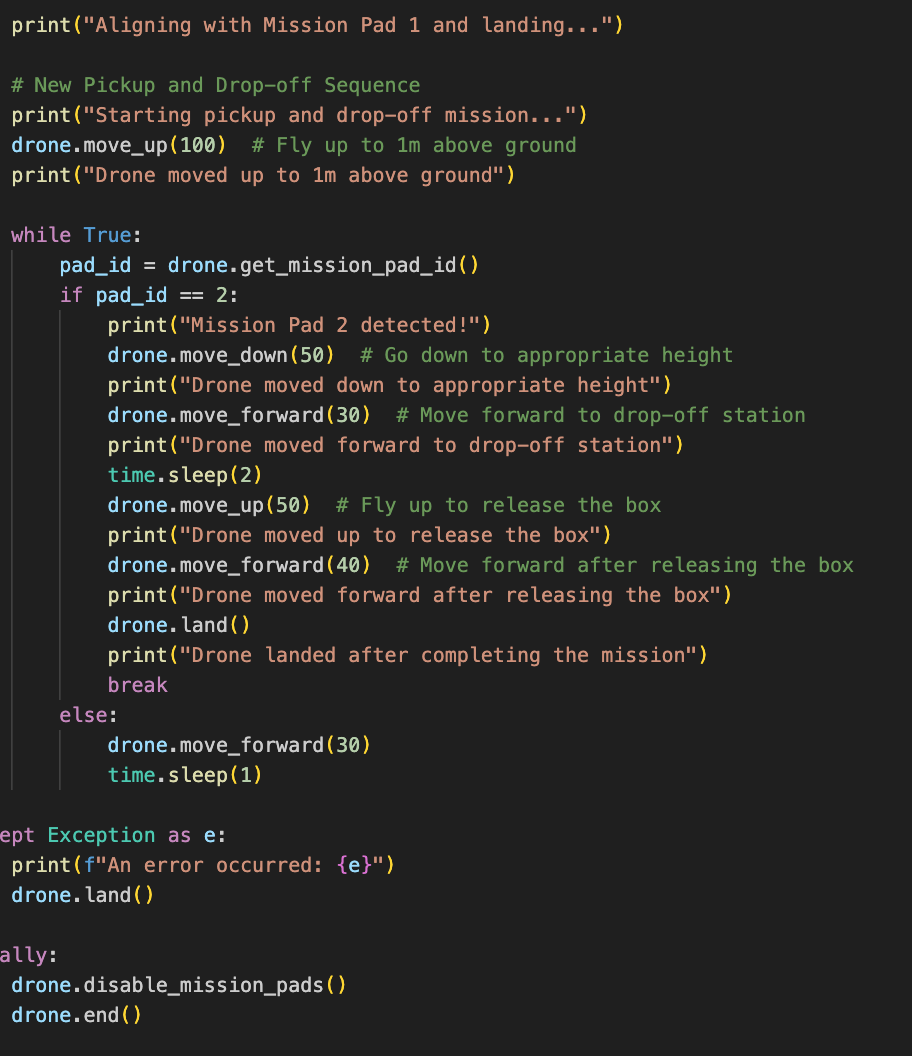 print("Aligning with Mission Pad 1 and landing...")
# New Pickup and Drop-off Sequence
print("Starting pickup and drop-off mission...")
drone.move_up(100)  # Fly up to 1m above ground
print("Drone moved up to 1m above ground")
while True:
    pad_id = drone.get_mission_pad_id()
    if pad_id == 2:
        print("Mission Pad 2 detected!")
        drone.move_down(50)  # Go down to appropriate height
        print("Drone moved down to appropriate height")
        drone.move_forward(30)  # Move forward to drop-off station
        print("Drone moved forward to drop-off station")
        time.sleep(2)
        drone.move_up(50)  # Fly up to release the box
        print("Drone moved up to release the box")
        drone.move_forward(40)  # Move forward after releasing the box
        print("Drone moved forward after releasing the box")
        drone.land()
        print("Drone landed after completing the mission")
        break
    else:
        drone.move_forward(30)
        time.sleep(1)
ept Exception as e:
print(f"An error occurred: {e}")
drone.land()
ally:
drone.disable_mission_pads()
drone.end()